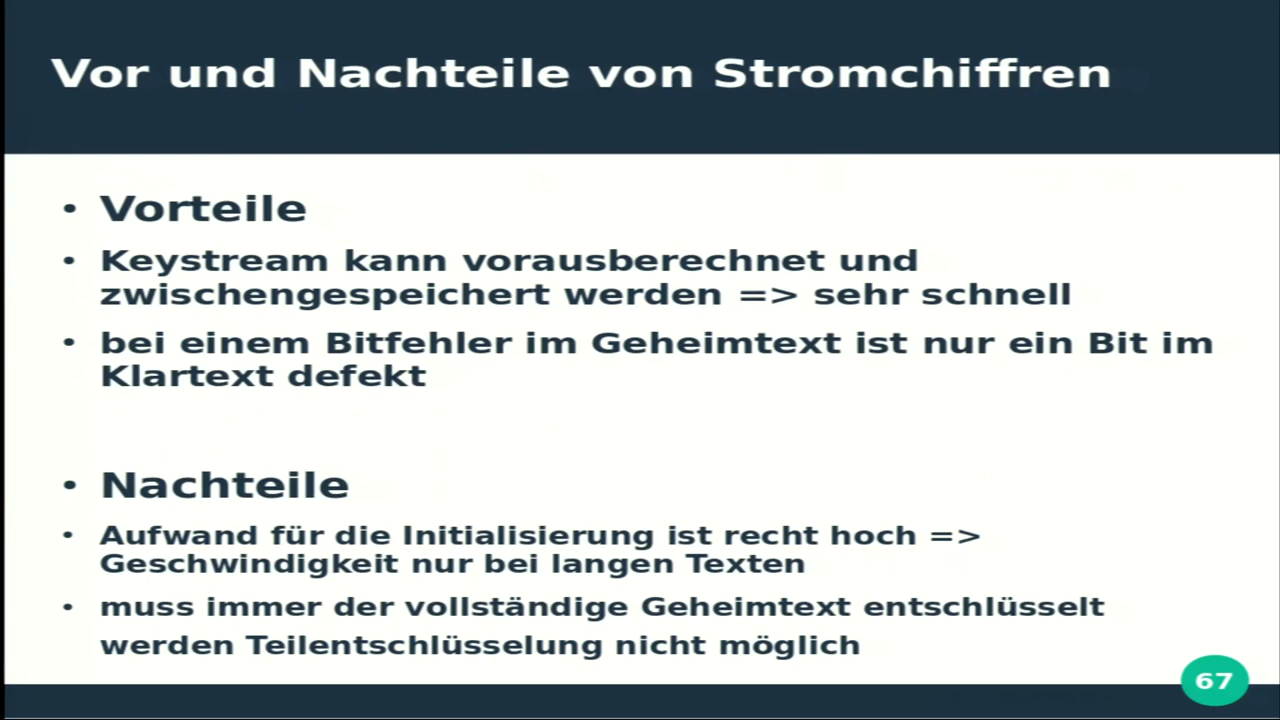 Vor und Nachteile von Stromchiffren
• Vorteile
• Keystream kann vorausberechnet und
zwischengespeichert werden => sehr schnell
• bei einem Bitfehler im Geheimtext ist nur ein Bit im
Klartext defekt
• Nachteile
• Aufwand für die Initialisierung ist recht hoch =>
Geschwindigkeit nur bei langen Texten
• muss immer der vollständige Geheimtext entschlüsselt
werden Teilentschlüsselung nicht möglich
67